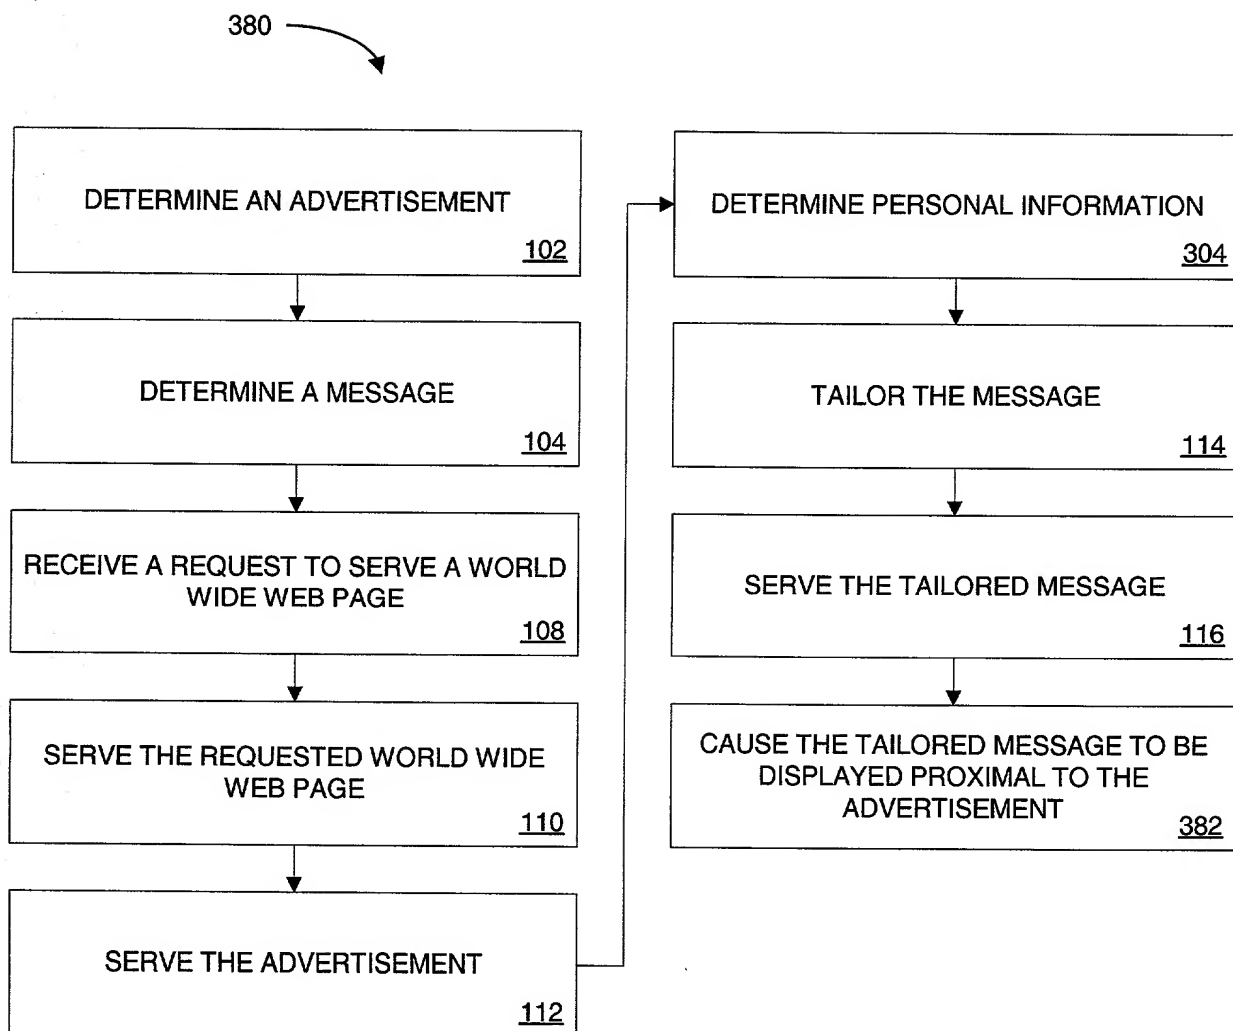 380
DETERMINE AN ADVERTISEMENT
102
DETERMINE A MESSAGE
104
RECEIVE A REQUEST TO SERVE A WORLD
WIDE WEB PAGE
108
SERVE THE REQUESTED WORLD WIDE
WEB PAGE
110
SERVE THE ADVERTISEMENT
112
DETERMINE PERSONAL INFORMATION
304
TAILOR THE MESSAGE
114
SERVE THE TAILORED MESSAGE
116
CAUSE THE TAILORED MESSAGE TO BE
DISPLAYED PROXIMAL TO THE
ADVERTISEMENT
382